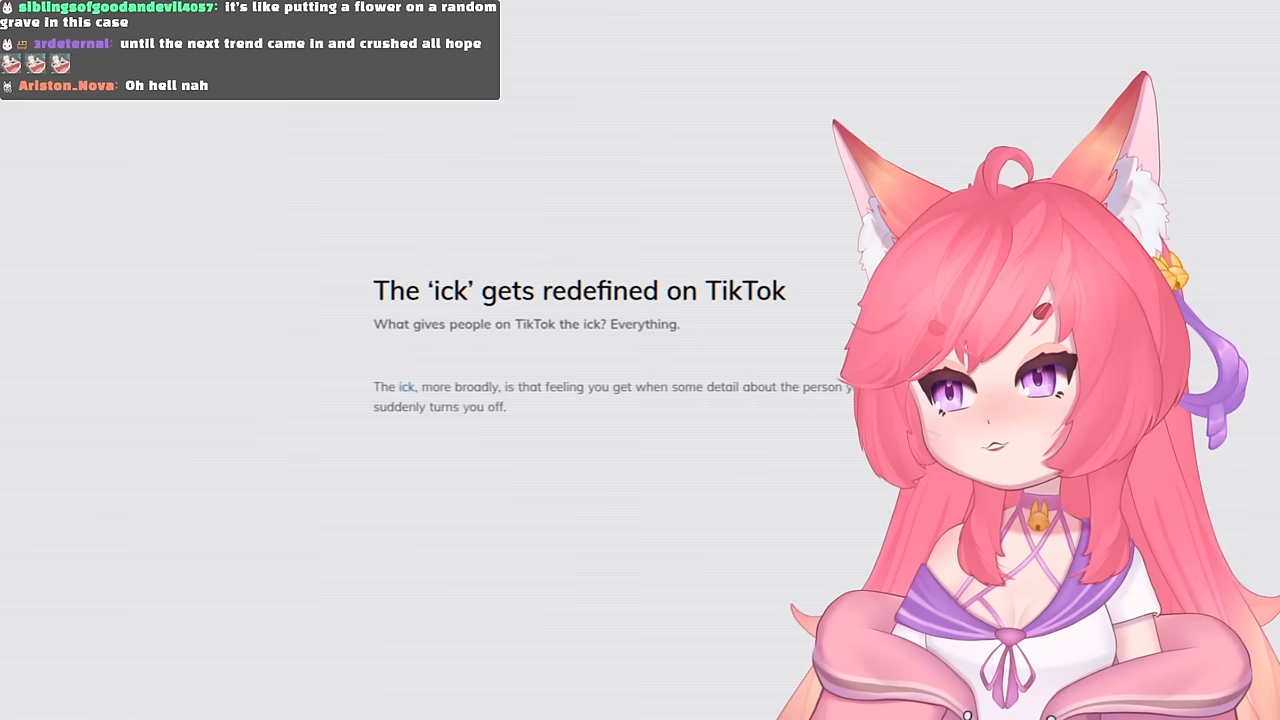 siblingsofgoodandevil4057: it's like putting a flower on a random
grave in this case
3rdeternal: until the next trend came in and crushed all hope
Ariston_Nova: Oh hell nah
The ‘ick’ gets redefined on TikTok
What gives people on TikTok the ick? Everything.
The ick, more broadly, is that feeling you get when some detail about the person
suddenly turns you off.